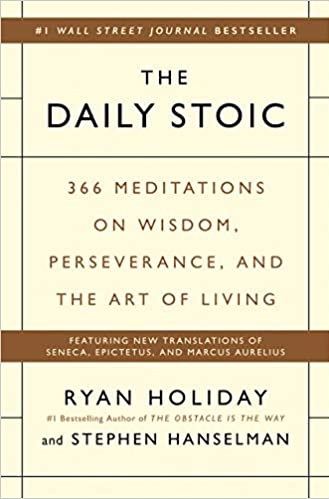 #1 WALL STREET JOURNAL BESTSELLER
THE
DAILY STOIC
366 MEDITATIONS
ON WISDOM,
PERSEVERANCE, AND
THE ART OF LIVING
FEATURING NEW TRANSLATIONS OF
SENECA, EPICTETUS, AND MARCUS AURELIUS
RYAN HOLIDAY
#1 Bestselling Author of THE OBSTACLE IS THE WAY
and STEPHEN HANSELMAN